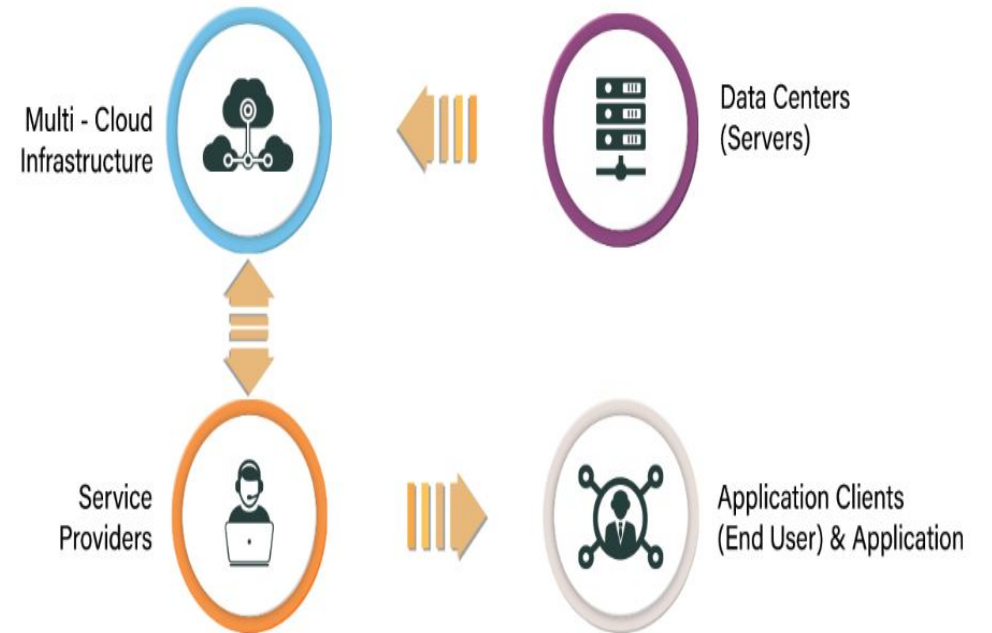 Multi - Cloud
Infrastructure
Data Centers
(Servers)
Service
Providers
Application Clients
(End User) & Application